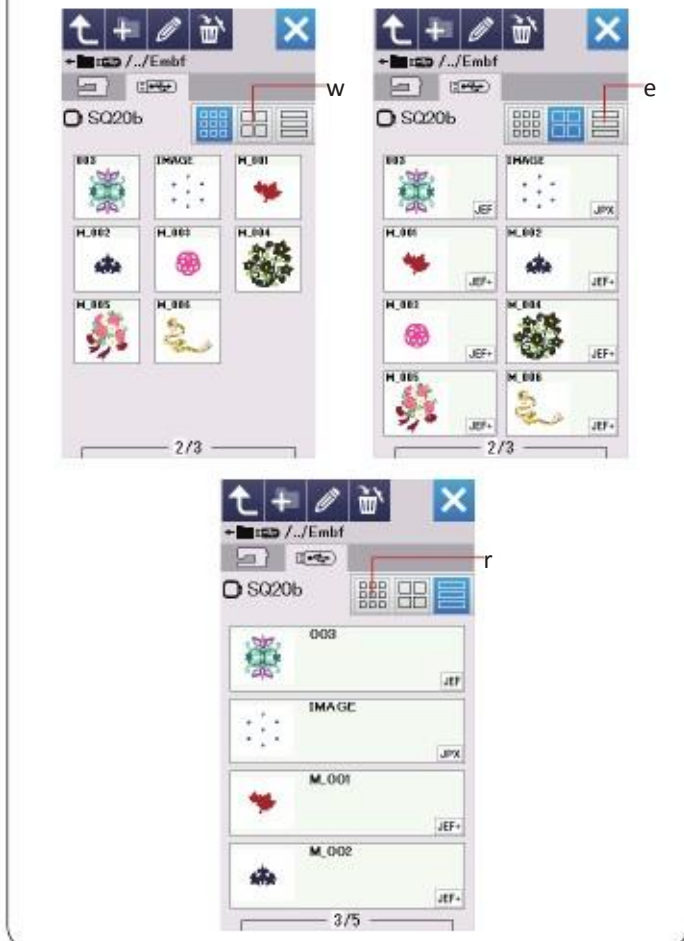 ←/../Embf
w
SQ20b
003 IMAGE M_001
M_002 M_003 M_004
M_005 M_006
2/3
←/../Embf
e
SQ20b
003 JEF IMAGE JPX
M_001 JEF+ M_002 JEF+
M_003 JEF+ M_004 JEF+
M_005 JEF+ M_006 JEF+
2/3
←/../Embf
r
SQ20b
003
JEF
IMAGE
JPX
M_001
JEF+
M_002
JEF+
3/5